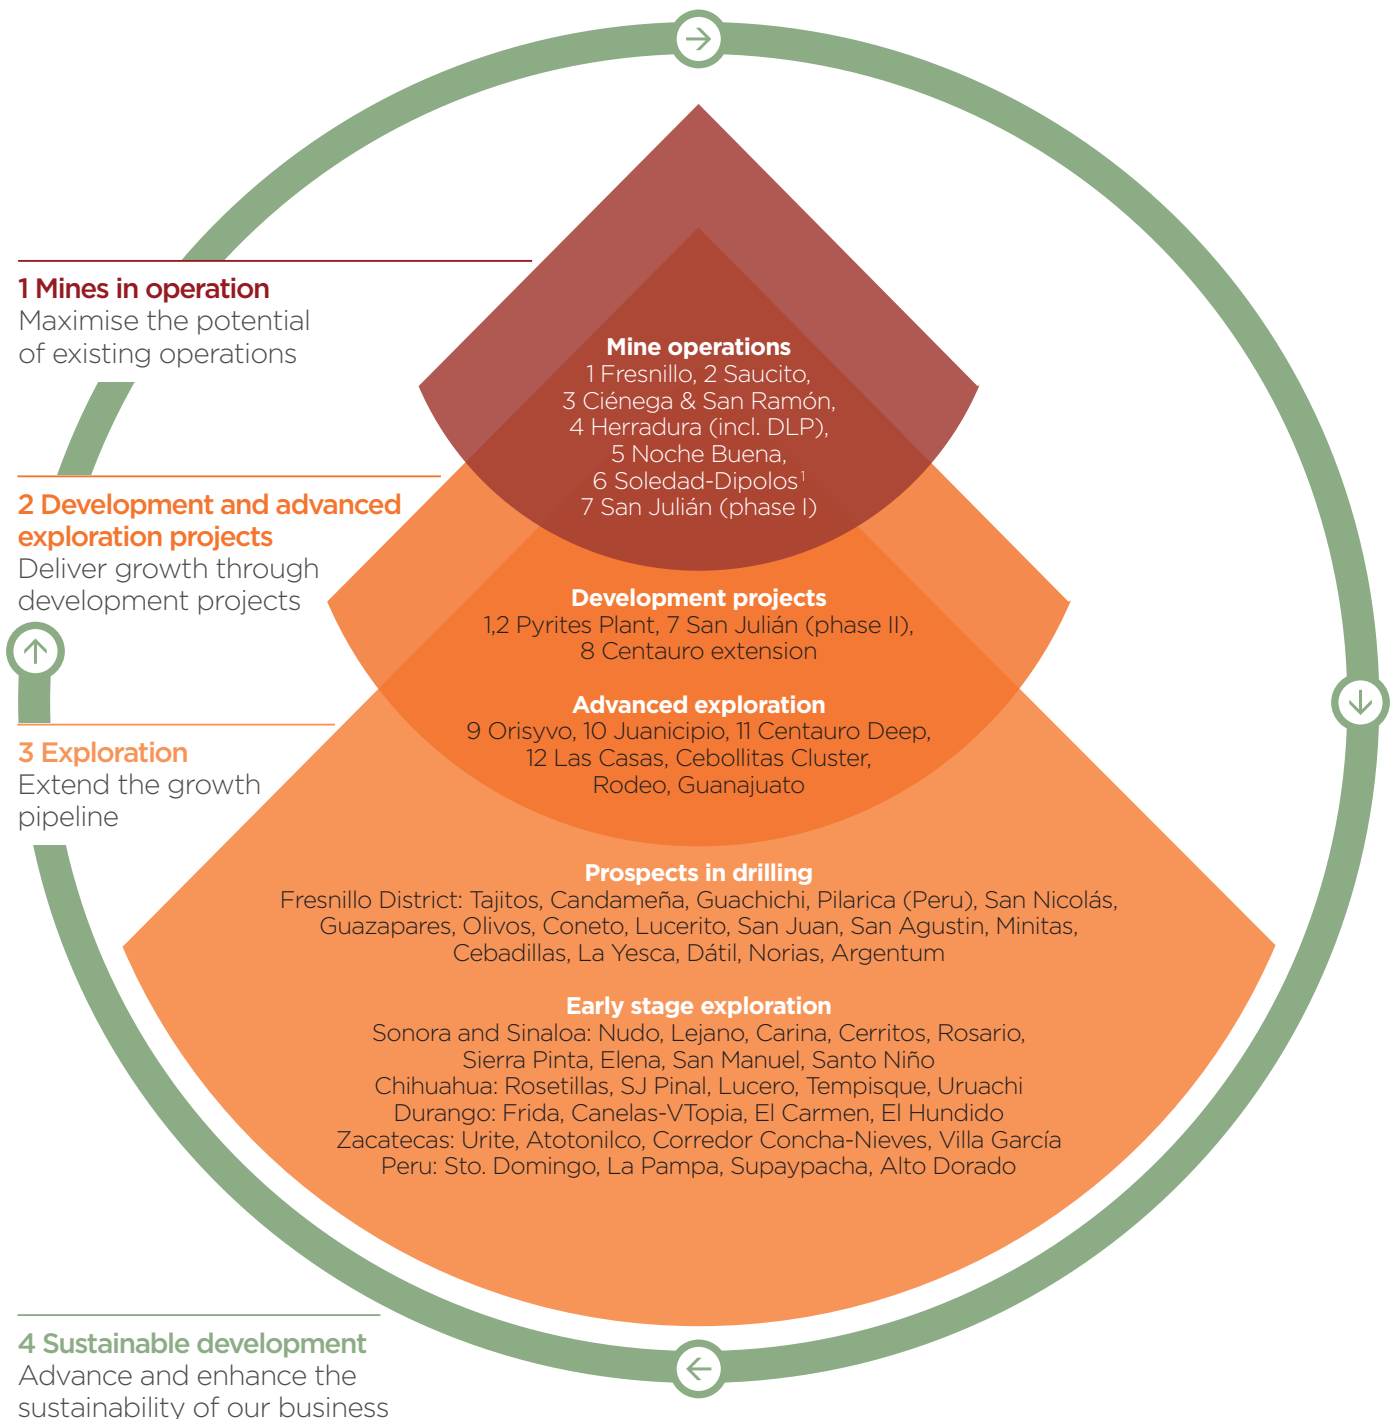 1 Mines in operation
Maximise the potential
of existing operations
2 Development and advanced
exploration projects
Deliver growth through
development projects
3 Exploration
Extend the growth
pipeline
4 Sustainable development
Advance and enhance the
sustainability of our business
Mine operations
1 Fresnillo, 2 Saucito,
3 Ciénega & San Ramón,
4 Herradura (incl. DLP),
5 Noche Buena,
6 Soledad-Dipolos¹
7 San Julián (phase I)
Development projects
1,2 Pyrites Plant, 7 San Julián (phase II),
8 Centauro extension
Advanced exploration
9 Orisyvo, 10 Juanicipio, 11 Centauro Deep,
12 Las Casas, Cebollitas Cluster,
Rodeo, Guanajuato
Prospects in drilling
Fresnillo District: Tajitos, Candameña, Guachichi, Pilarica (Peru), San Nicolás,
Guazapares, Olivos, Coneto, Lucerito, San Juan, San Agustin, Minitas,
Cebadillas, La Yesca, Dátil, Norias, Argentum
Early stage exploration
Sonora and Sinaloa: Nudo, Lejano, Carina, Cerritos, Rosario,
Sierra Pinta, Elena, San Manuel, Santo Niño
Chihuahua: Rosetillas, SJ Pinal, Lucero, Tempisque, Uruachi
Durango: Frida, Canelas-VTopia, El Carmen, El Hundido
Zacatecas: Urite, Atotonilco, Corredor Concha-Nieves, Villa García
Peru: Sto. Domingo, La Pampa, Supaypacha, Alto Dorado